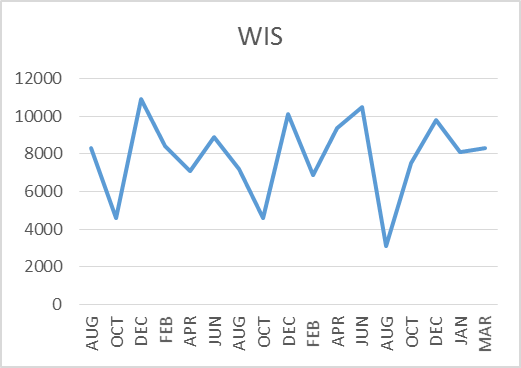 WIS
12000
10000
8000
6000
4000
2000
0
AUG
OCT
DEC
FEB
APR
JUN
AUG
OCT
DEC
FEB
APR
JUN
AUG
OCT
DEC
JAN
MAR